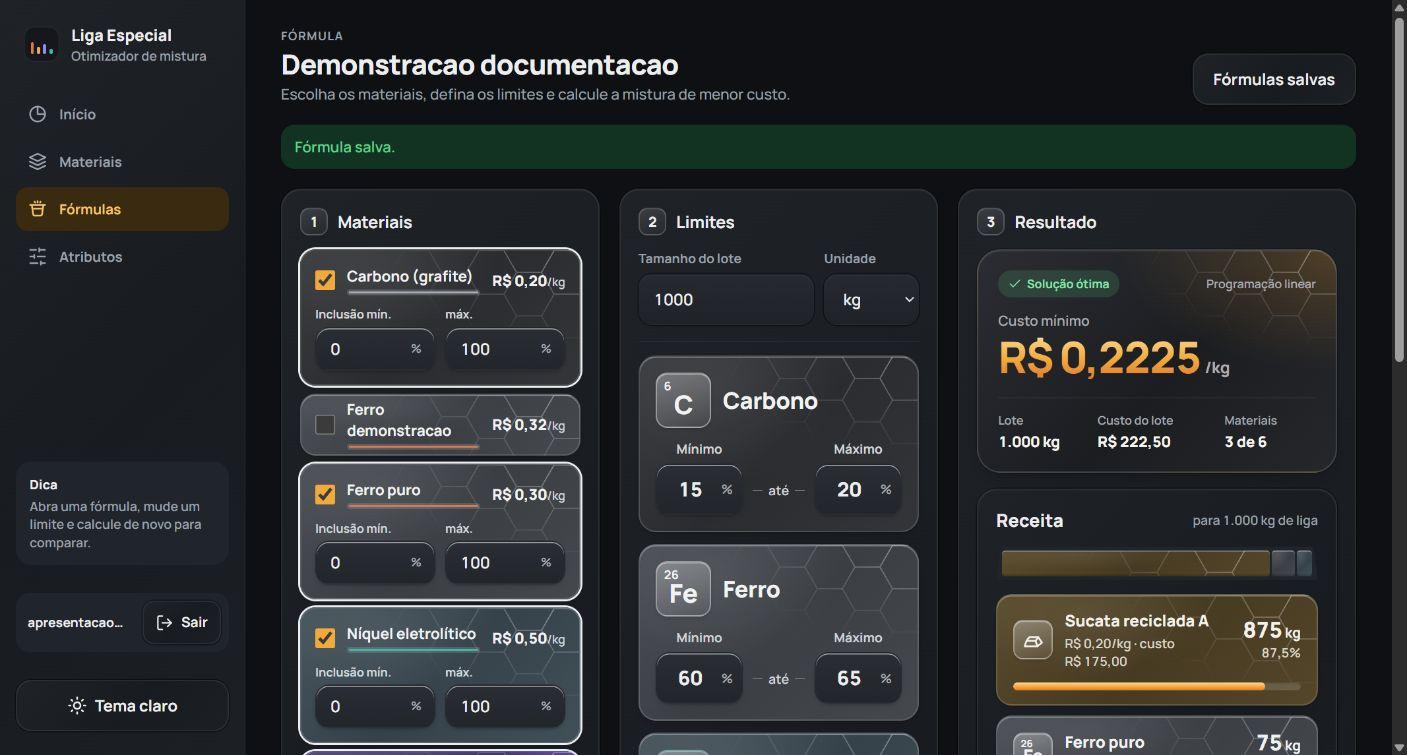 Liga Especial
Otimizador de mistura
Início
Materiais
Fórmulas
Atributos
Dica
Abra uma fórmula, mude um
limite e calcule de novo para
comparar.
apresentacao...
Sair
Tema claro
FÓRMULA
Demonstracao documentacao
Escolha os materiais, defina os limites e calcule a mistura de menor custo.
Fórmulas salvas
Fórmula salva.
1 Materiais
Carbono (grafite) R$ 0,20/kg
Inclusão mín. máx.
0 % 100 %
Ferro
demonstracao R$ 0,32/kg
Ferro puro R$ 0,30/kg
Inclusão mín. máx.
0 % 100 %
Níquel eletrolítico R$ 0,50/kg
Inclusão mín. máx.
0 % 100 %
2 Limites
Tamanho do lote Unidade
1000 kg
6
C Carbono
Mínimo Máximo
15 % — até — 20 %
26
Fe Ferro
Mínimo Máximo
60 % — até — 65 %
3 Resultado
Solução ótima Programação linear
Custo mínimo
R$ 0,2225 /kg
Lote Custo do lote Materiais
1.000 kg R$ 222,50 3 de 6
Receita para 1.000 kg de liga
Sucata reciclada A 875 kg
R$ 0,20/kg · custo 87,5%
R$ 175,00
26
Fe Ferro puro 75 kg